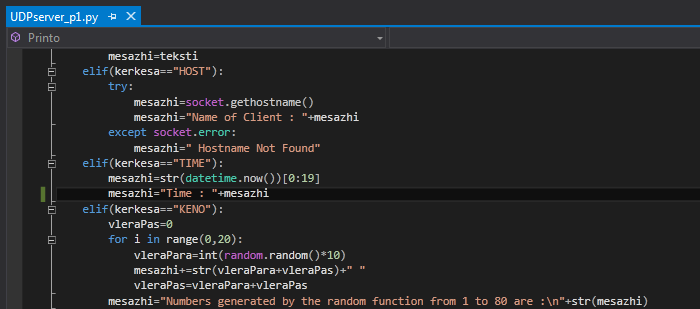 UDPserver_p1.py
Printo
mesazhi=teksti
elif(kerkesa=="HOST"):
try:
mesazhi=socket.gethostname()
mesazhi="Name of Client : "+mesazhi
except socket.error:
mesazhi=" Hostname Not Found"
elif(kerkesa=="TIME"):
mesazhi=str(datetime.now())[0:19]
mesazhi="Time : "+mesazhi
elif(kerkesa=="KENO"):
vleraPas=0
for i in range(0,20):
vleraPara=int(random.random()*10)
mesazhi+=str(vleraPara+vleraPas)+" "
vleraPas=vleraPara+vleraPas
mesazhi="Numbers generated by the random function from 1 to 80 are :\n"+str(mesazhi)